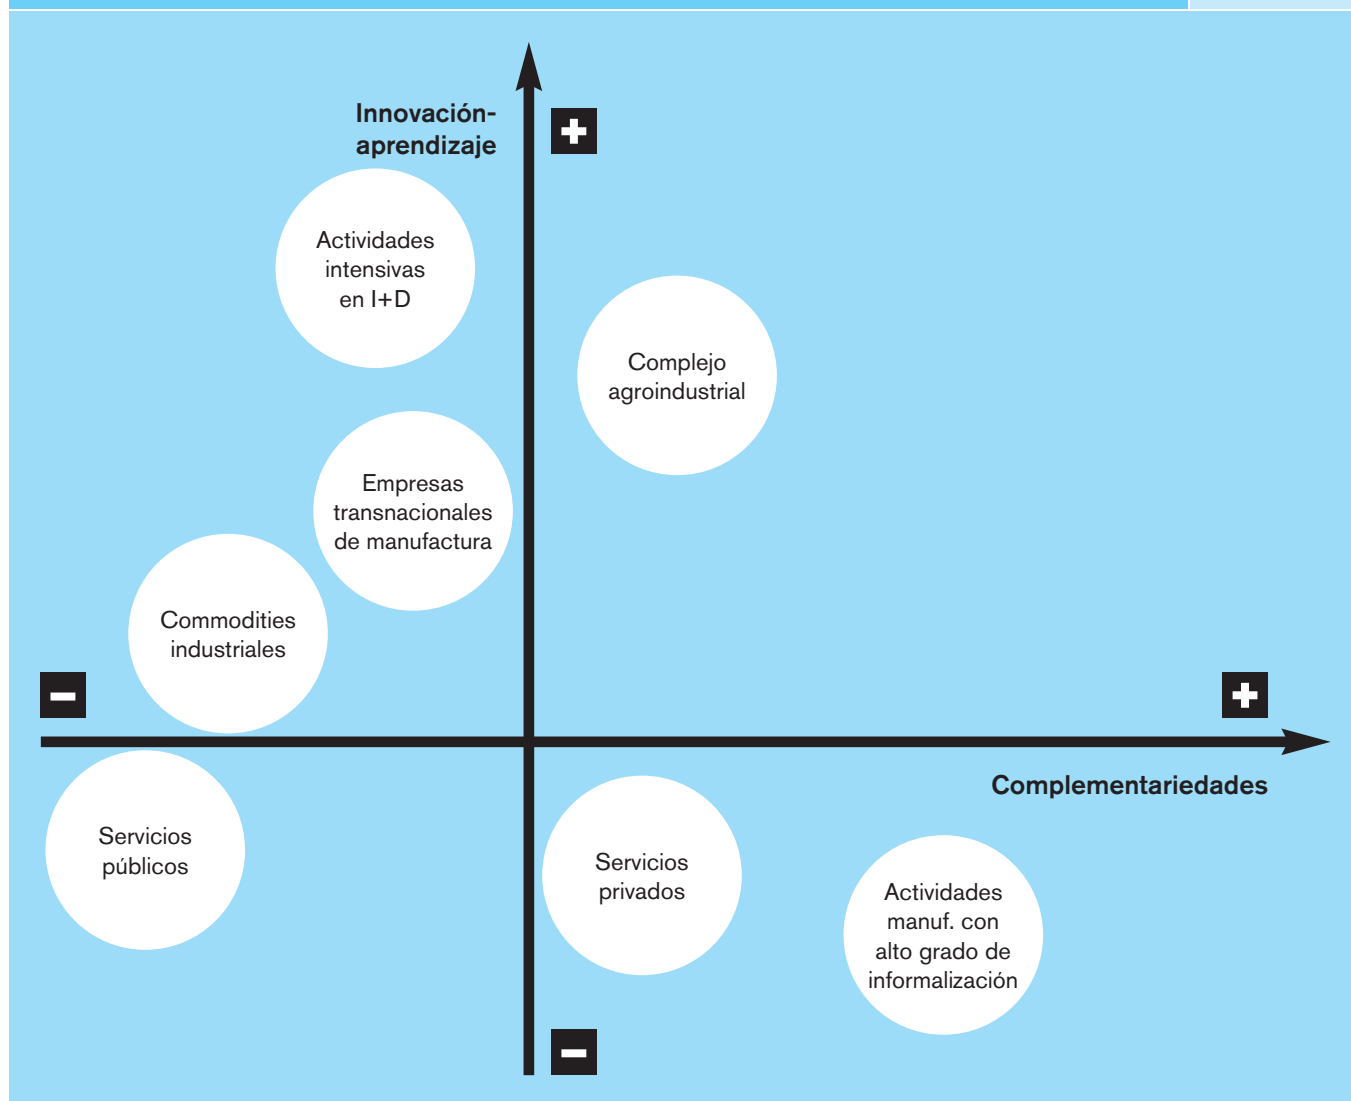 Innovación-
aprendizaje
+
Actividades
intensivas
en I+D
Complejo
agroindustrial
Empresas
transnacionales
de manufactura
Commodities
industriales
−
+
Complementariedades
Servicios
públicos
Servicios
privados
Actividades
manuf. con
alto grado de
informalización
−